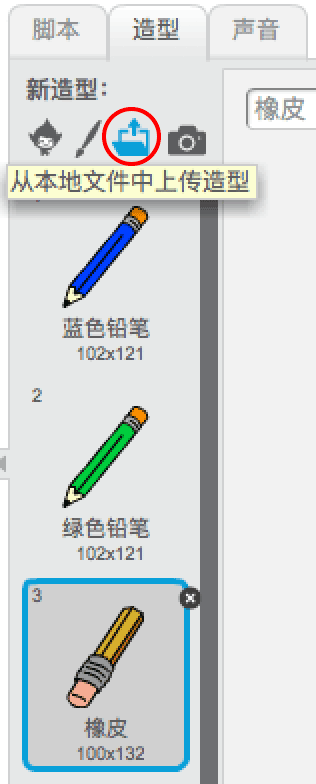 脚本 造型 声音
新造型:
橡皮
从本地文件中上传造型
蓝色铅笔
102x121
2
绿色铅笔
102x121
3
橡皮
100x132